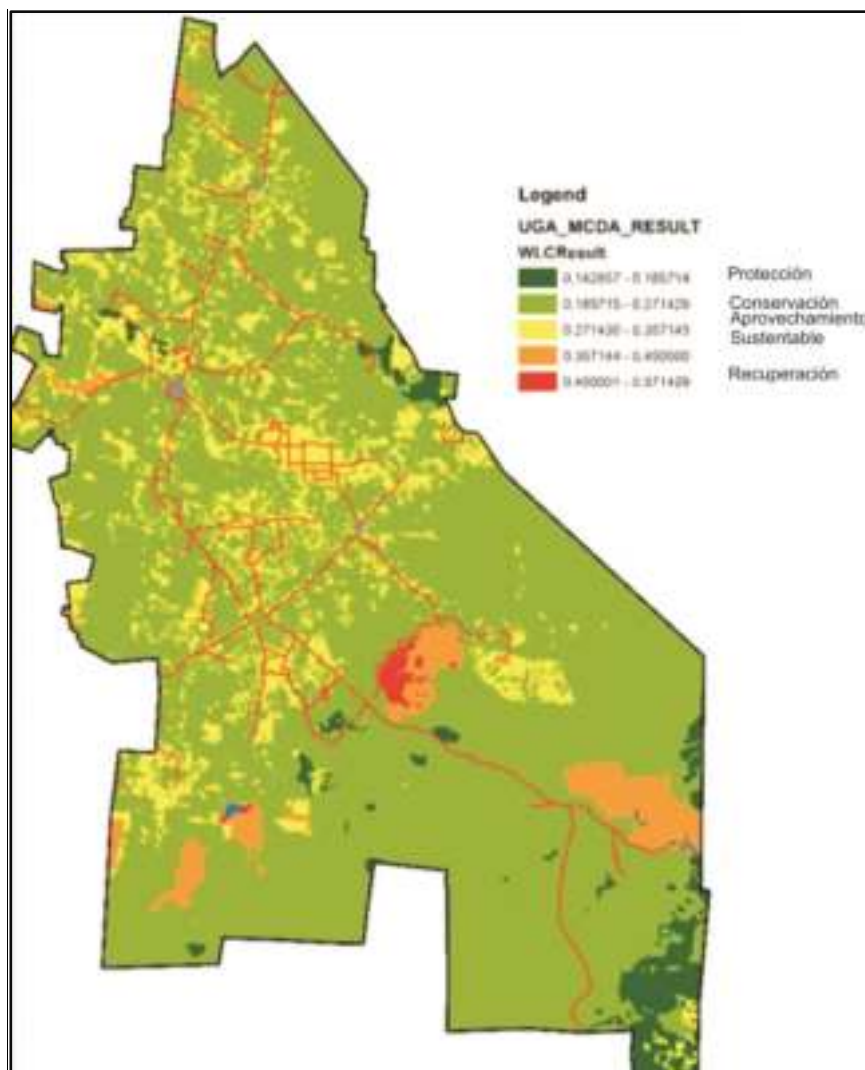 Legend
UGA_MCDA_RESULT
WLCResult
0.142857 - 0.185714 Protección
0.185715 - 0.271429 Conservación
0.271430 - 0.357143 Aprovechamiento
Sustentable
0.357144 - 0.400000
0.400001 - 0.571429 Recuperación